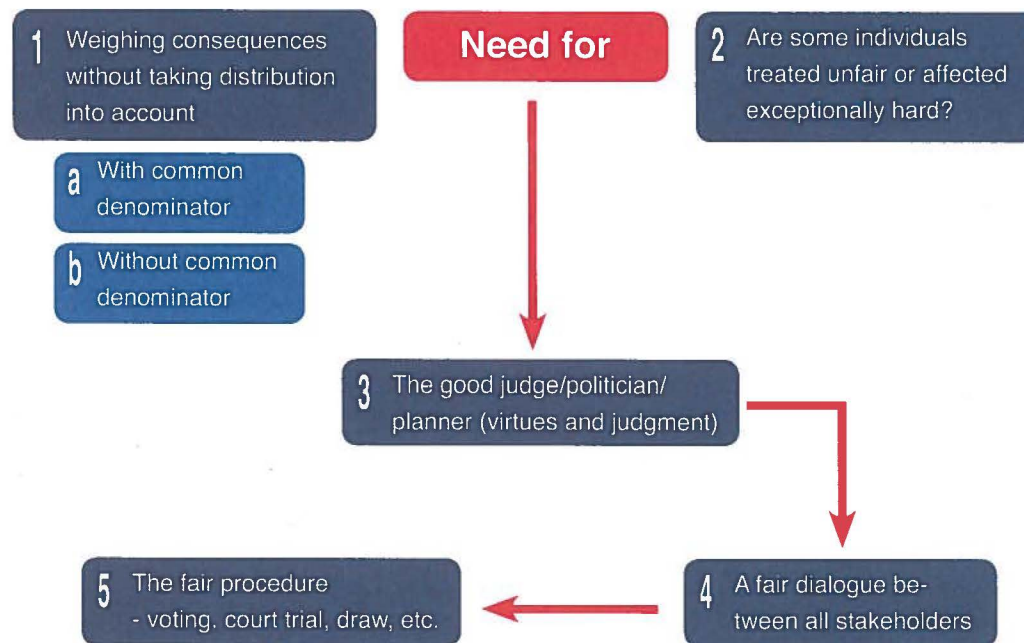 1 Weighing consequences
without taking distribution
into account
a With common
denominator
b Without common
denominator
Need for
2 Are some individuals
treated unfair or affected
exceptionally hard?
3 The good judge/politician/
planner (virtues and judgment)
4 A fair dialogue be-
tween all stakeholders
5 The fair procedure
- voting, court trial, draw, etc.